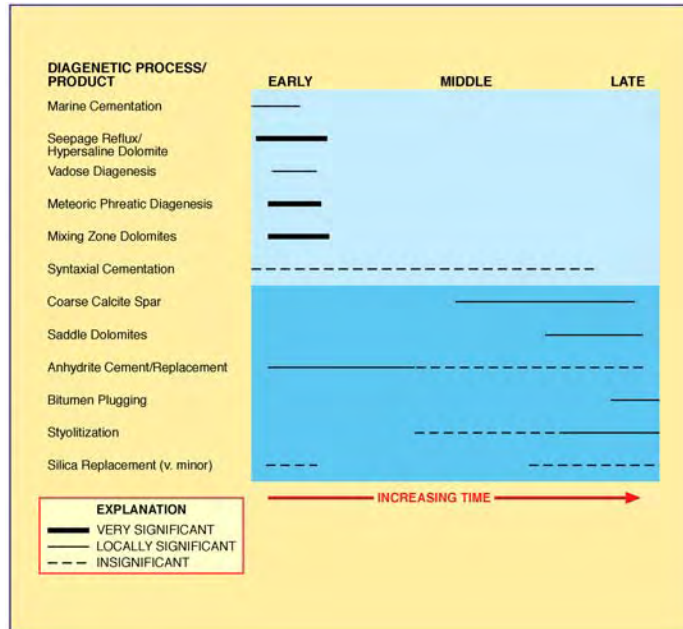 DIAGENETIC PROCESS/
PRODUCT
EARLY
MIDDLE
LATE
Marine Cementation
Seepage Reflux/
Hypersaline Dolomite
Vadose Diagenesis
Meteoric Phreatic Diagenesis
Mixing Zone Dolomites
Syntaxial Cementation
Coarse Calcite Spar
Saddle Dolomites
Anhydrite Cement/Replacement
Bitumen Plugging
Styolitization
Silica Replacement (v. minor)
INCREASING TIME
EXPLANATION
VERY SIGNIFICANT
LOCALLY SIGNIFICANT
INSIGNIFICANT